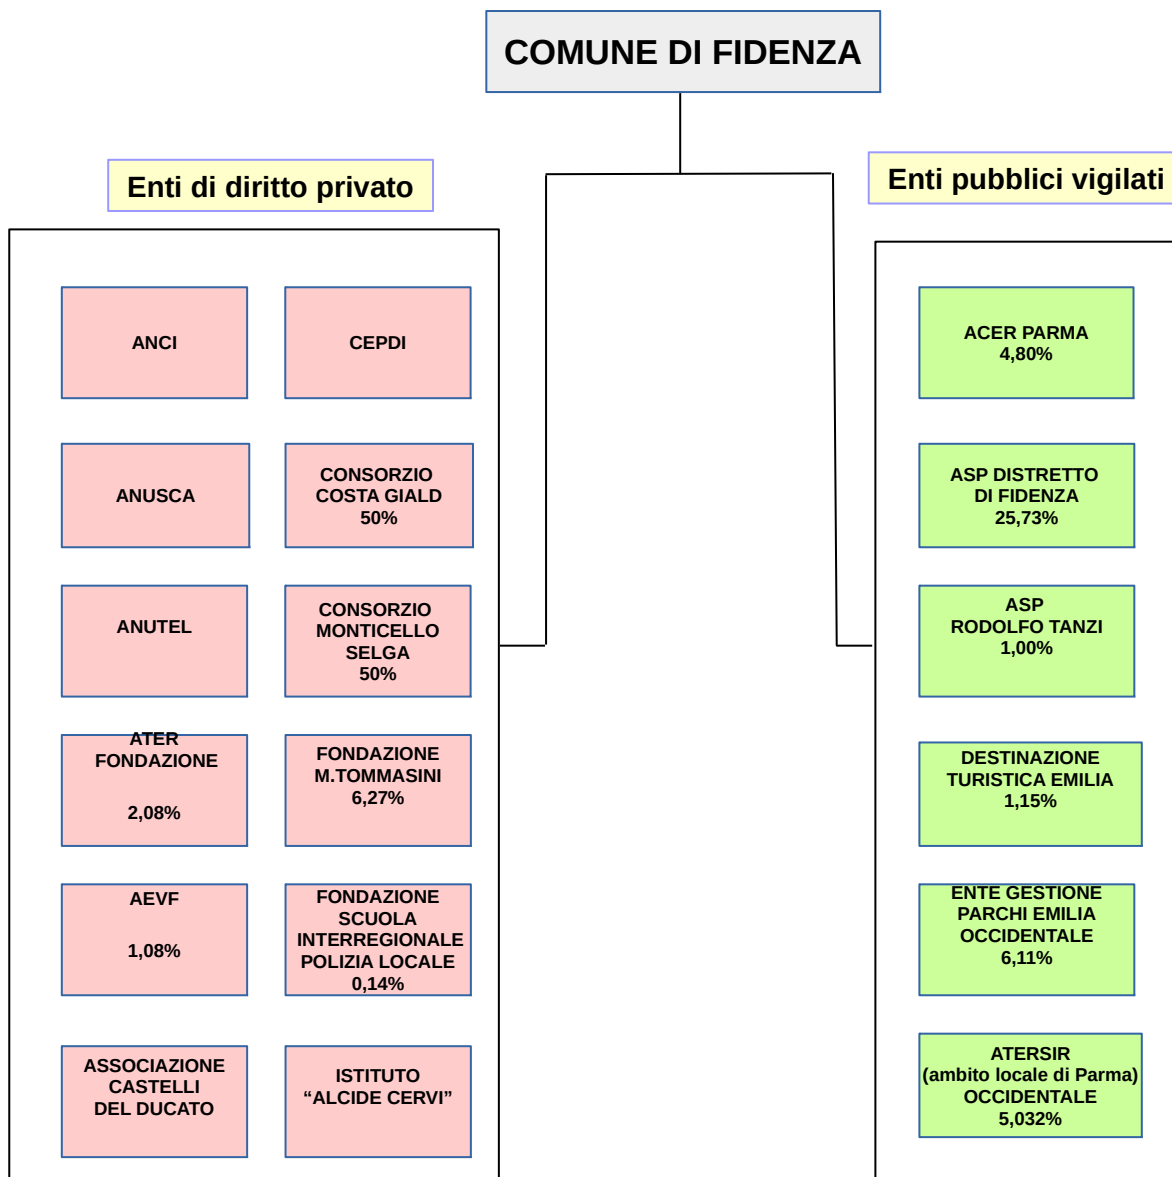 COMUNE DI FIDENZA
Enti di diritto privato
ANCI
CEPDI
ANUSCA
CONSORZIO
COSTA GIALD
50%
ANUTEL
CONSORZIO
MONTICELLO
SELGA
50%
ATER
FONDAZIONE
2,08%
FONDAZIONE
M.TOMMASINI
6,27%
AEVF
1,08%
FONDAZIONE
SCUOLA
INTERREGIONALE
POLIZIA LOCALE
0,14%
ASSOCIAZIONE
CASTELLI
DEL DUCATO
ISTITUTO
“ALCIDE CERVI”
Enti pubblici vigilati
ACER PARMA
4,80%
ASP DISTRETTO
DI FIDENZA
25,73%
ASP
RODOLFO TANZI
1,00%
DESTINAZIONE
TURISTICA EMILIA
1,15%
ENTE GESTIONE
PARCHI EMILIA
OCCIDENTALE
6,11%
ATERSIR
(ambito locale di Parma)
OCCIDENTALE
5,032%